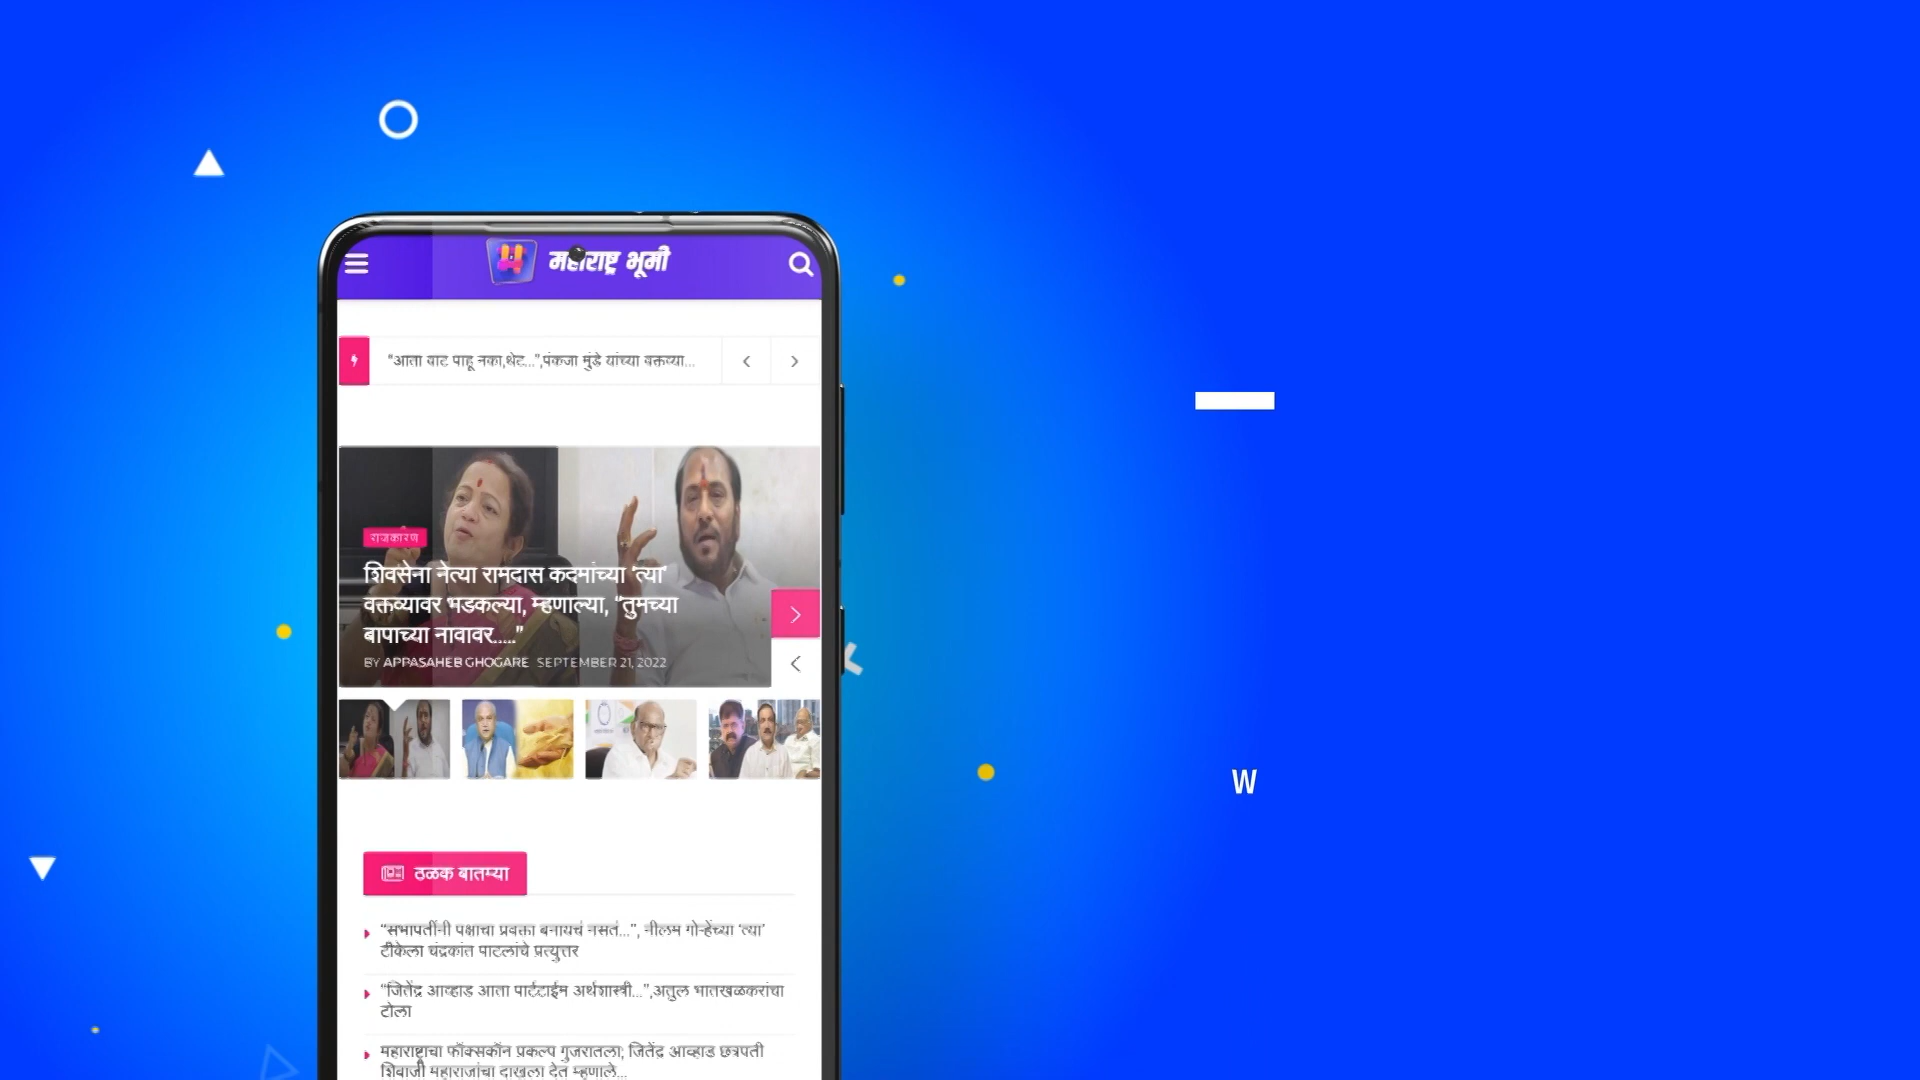 महाराष्ट्र भूमी
“आता वाट पाहू नका,थेट...”,पंकजा मुंडे यांच्या वक्तव्या...
राजकारण
शिवसेना नेत्या रामदास कदमांच्या ‘त्या’
वक्तव्यावर भडकल्या, म्हणाल्या, “तुमच्या
बापाच्या नावावर.....”
BY APPASAHEB GHOGARE SEPTEMBER 21, 2022
ठळक बातम्या
“सभापतींनी पक्षाचा प्रवक्ता बनायचं नसतं...”, नीलम गोऱ्हेंच्या ‘त्या’
टीकेला चंद्रकांत पाटलांचे प्रत्युत्तर
“जितेंद्र आव्हाड आता पार्टटाईम अर्थशास्त्री...”,अतुल भातखळकरांचा
टोला
महाराष्ट्राचा फॉक्सकॉन प्रकल्प गुजरातला; जितेंद्र आव्हाड छत्रपती
शिवाजी महाराजांचा दाखला देत म्हणाले...
W